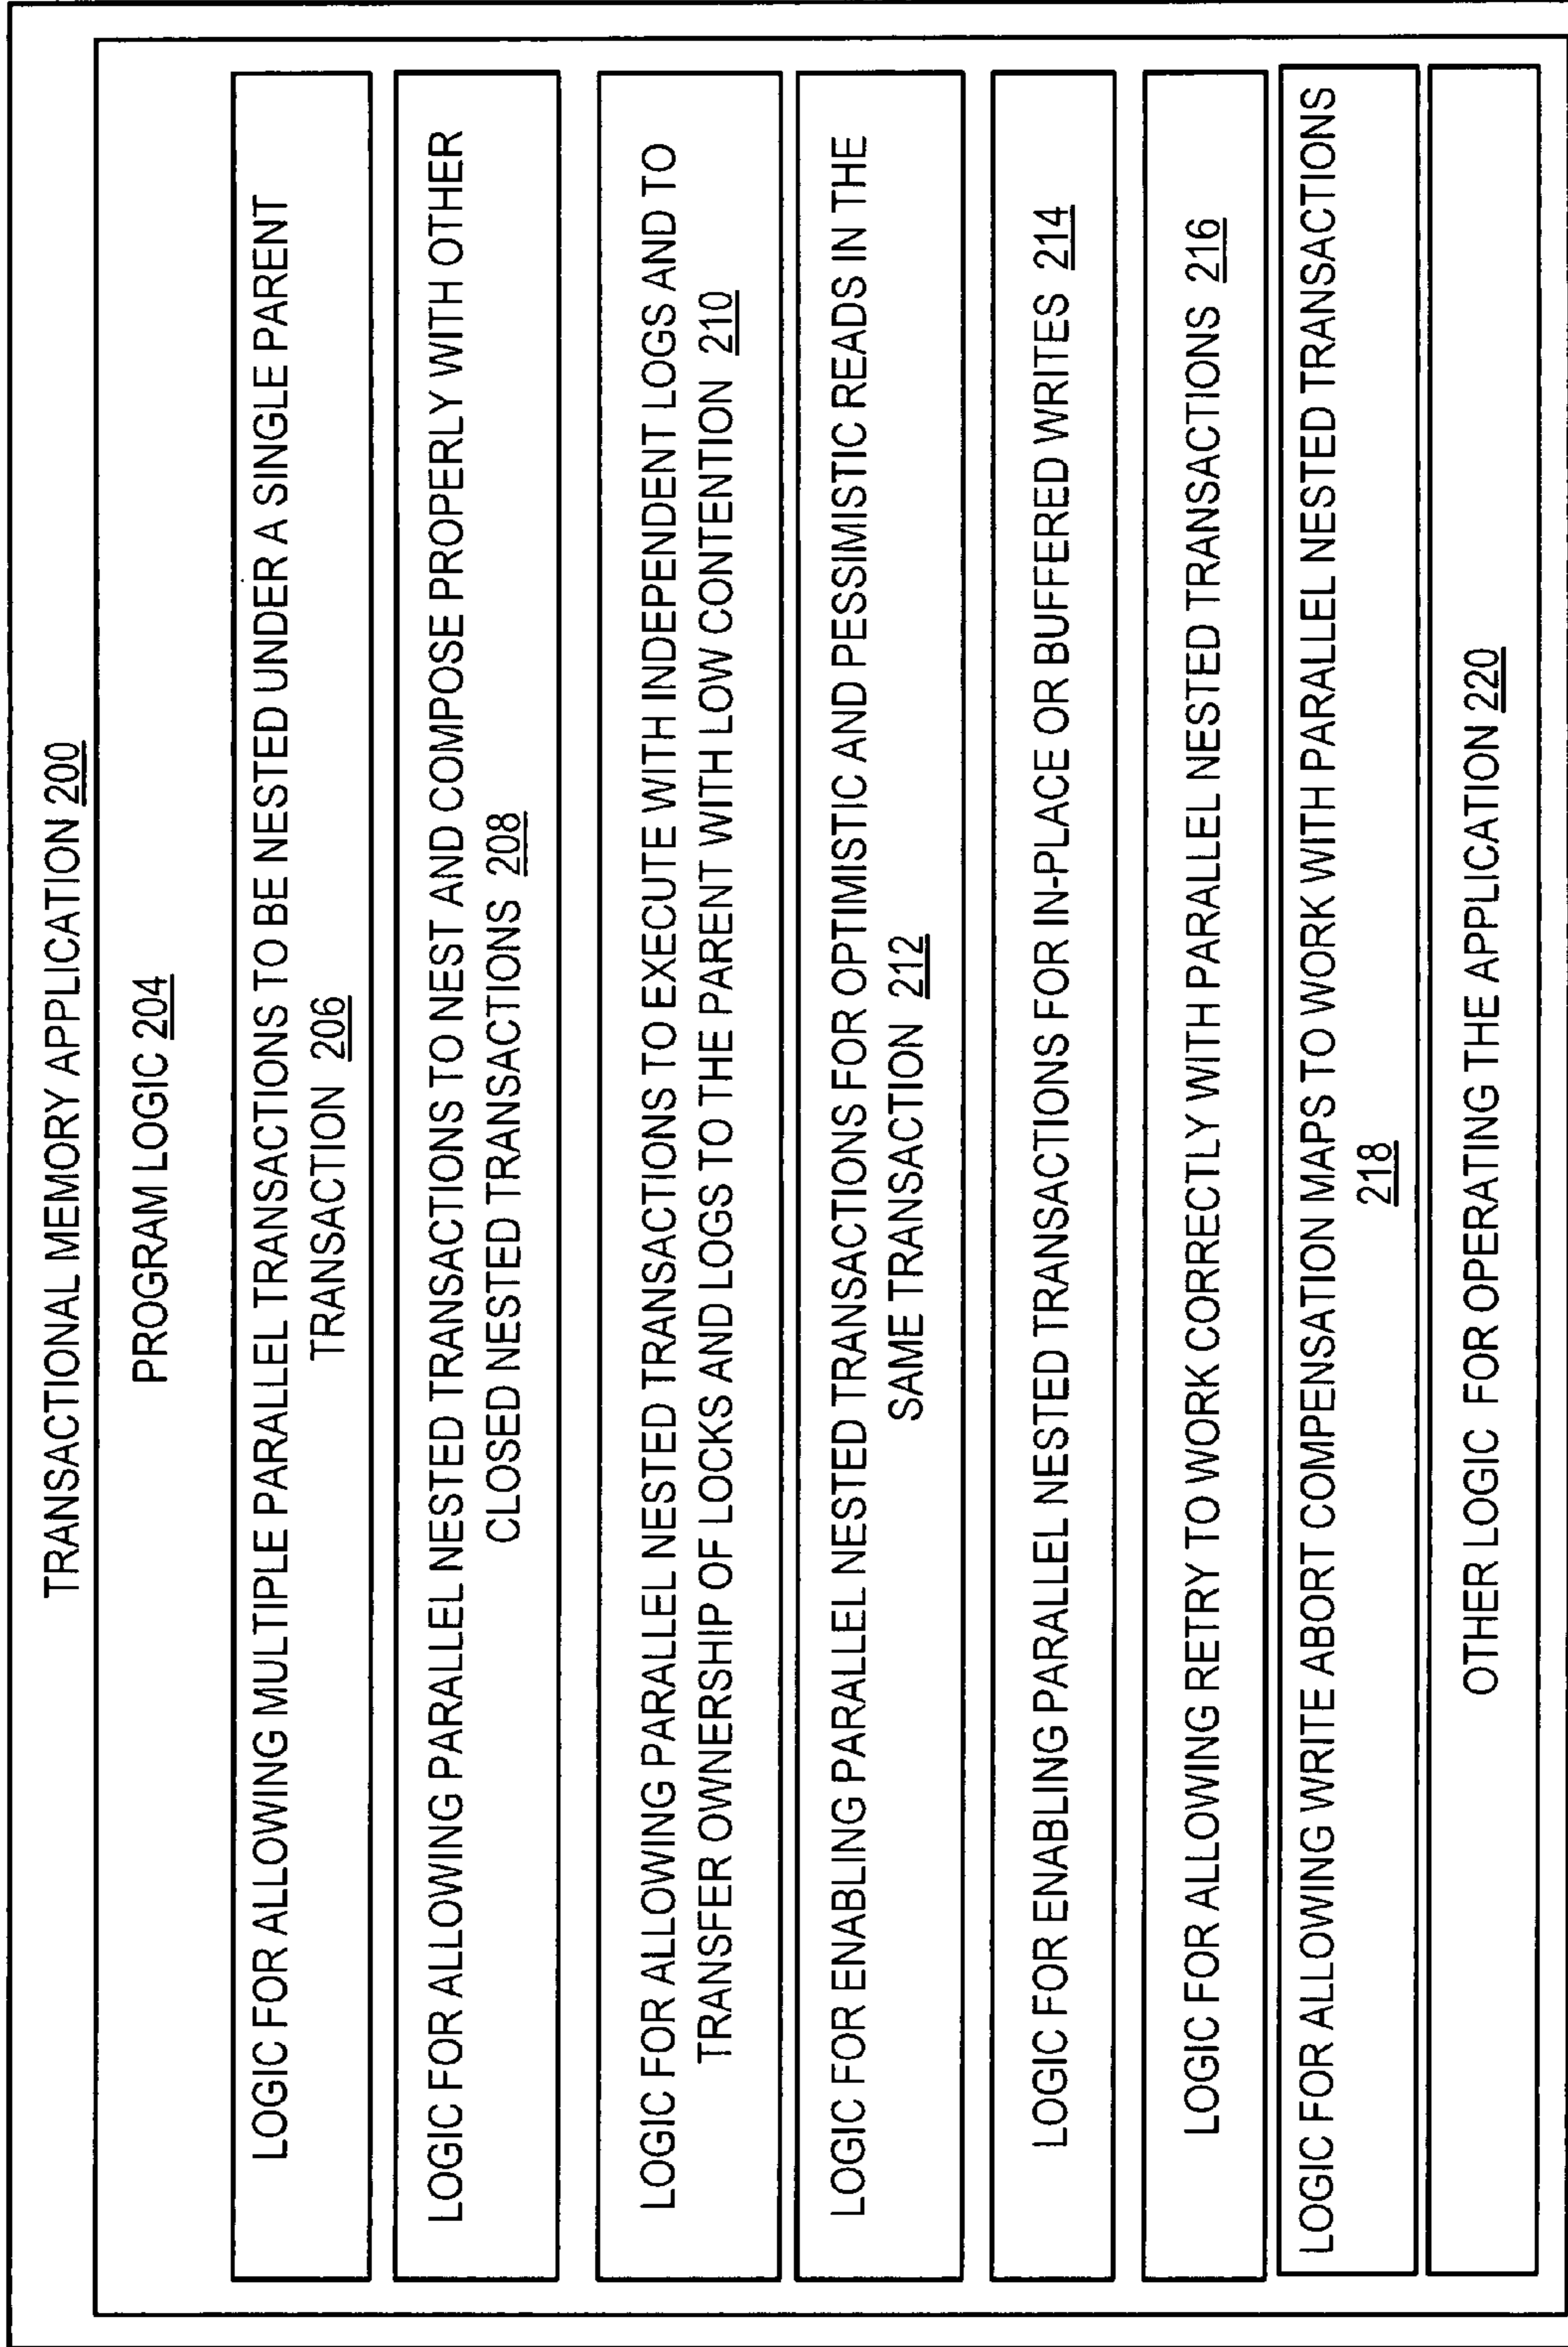 TRANSACTIONAL MEMORY APPLICATION 200
PROGRAM LOGIC 204
LOGIC FOR ALLOWING MULTIPLE PARALLEL TRANSACTIONS TO BE NESTED UNDER A SINGLE PARENT
TRANSACTION 206
LOGIC FOR ALLOWING PARALLEL NESTED TRANSACTIONS TO NEST AND COMPOSE PROPERLY WITH OTHER
CLOSED NESTED TRANSACTIONS 208
LOGIC FOR ALLOWING PARALLEL NESTED TRANSACTIONS TO EXECUTE WITH INDEPENDENT LOGS AND TO
TRANSFER OWNERSHIP OF LOCKS AND LOGS TO THE PARENT WITH LOW CONTENTION 210
LOGIC FOR ENABLING PARALLEL NESTED TRANSACTIONS FOR OPTIMISTIC AND PESSIMISTIC READS IN THE
SAME TRANSACTION 212
LOGIC FOR ENABLING PARALLEL NESTED TRANSACTIONS FOR IN-PLACE OR BUFFERED WRITES 214
LOGIC FOR ALLOWING RETRY TO WORK CORRECTLY WITH PARALLEL NESTED TRANSACTIONS 216
LOGIC FOR ALLOWING WRITE ABORT COMPENSATION MAPS TO WORK WITH PARALLEL NESTED TRANSACTIONS
218
OTHER LOGIC FOR OPERATING THE APPLICATION 220